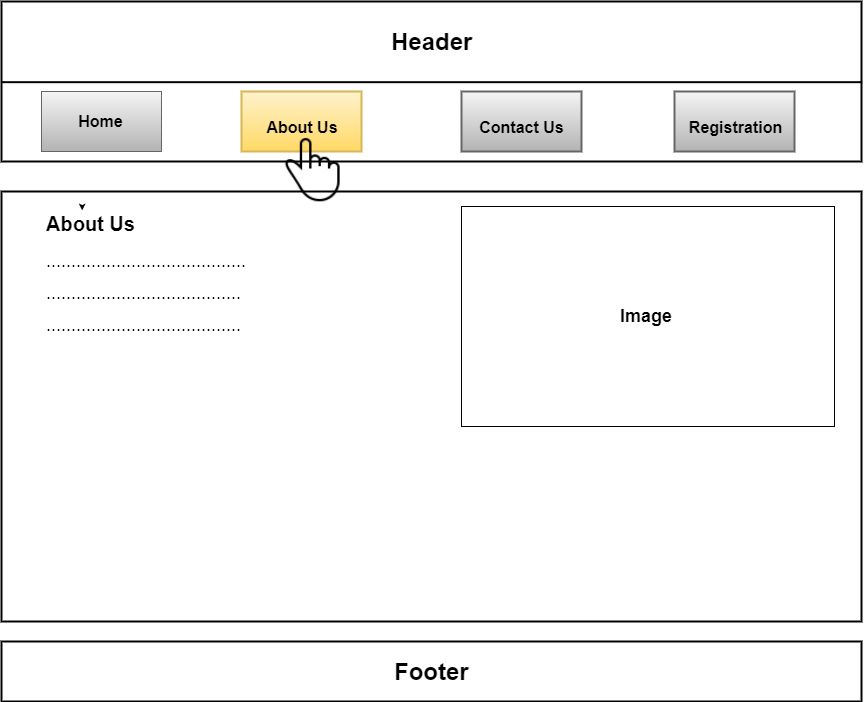 Header
Home
About Us
Contact Us
Registration
About Us
........................................
.......................................
.......................................
Image
Footer